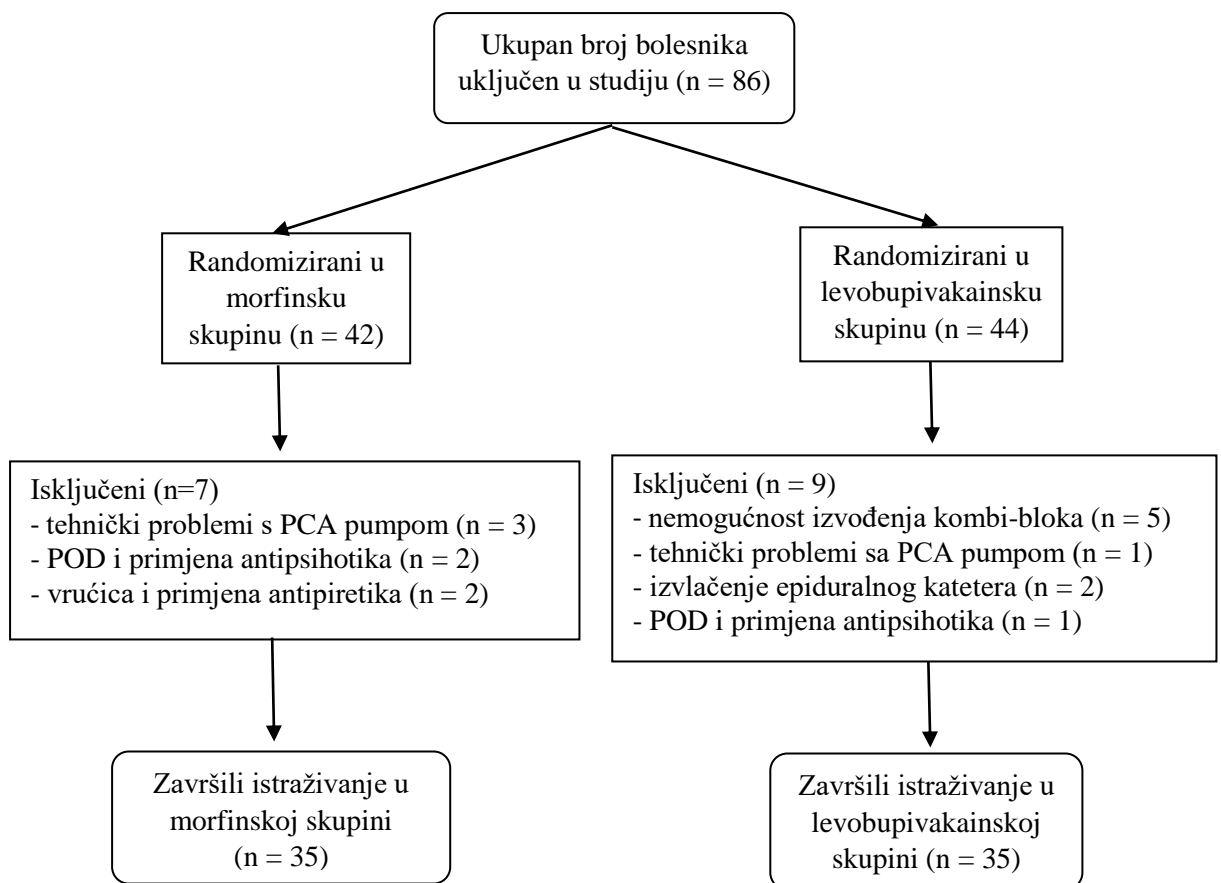 Ukupan broj bolesnika
uključen u studiju (n = 86)
Randomizirani u
morfinsku
skupinu (n = 42)
Randomizirani u
levobupivakainsku
skupinu (n = 44)
Isključeni (n=7)
- tehnički problemi s PCA pumpom (n = 3)
- POD i primjena antipsihotika (n = 2)
- vrućica i primjena antipiretika (n = 2)
Isključeni (n = 9)
- nemogućnost izvođenja kombi-bloka (n = 5)
- tehnički problemi sa PCA pumpom (n = 1)
- izvlačenje epiduralnog katetera (n = 2)
- POD i primjena antipsihotika (n = 1)
Završili istraživanje u
morfinskoj skupini
(n = 35)
Završili istraživanje u
levobupivakainskoj
skupini (n = 35)